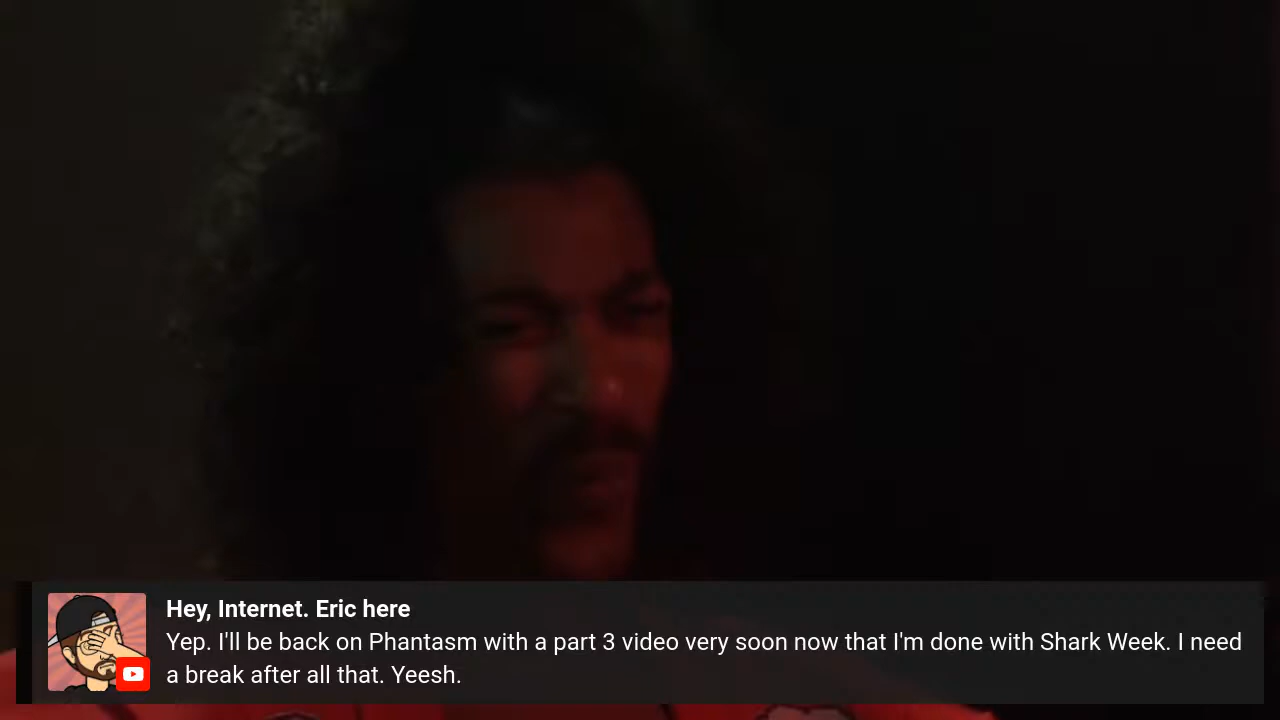 Hey, Internet. Eric here
Yep. I'll be back on Phantasm with a part 3 video very soon now that I'm done with Shark Week. I need
a break after all that. Yeesh.